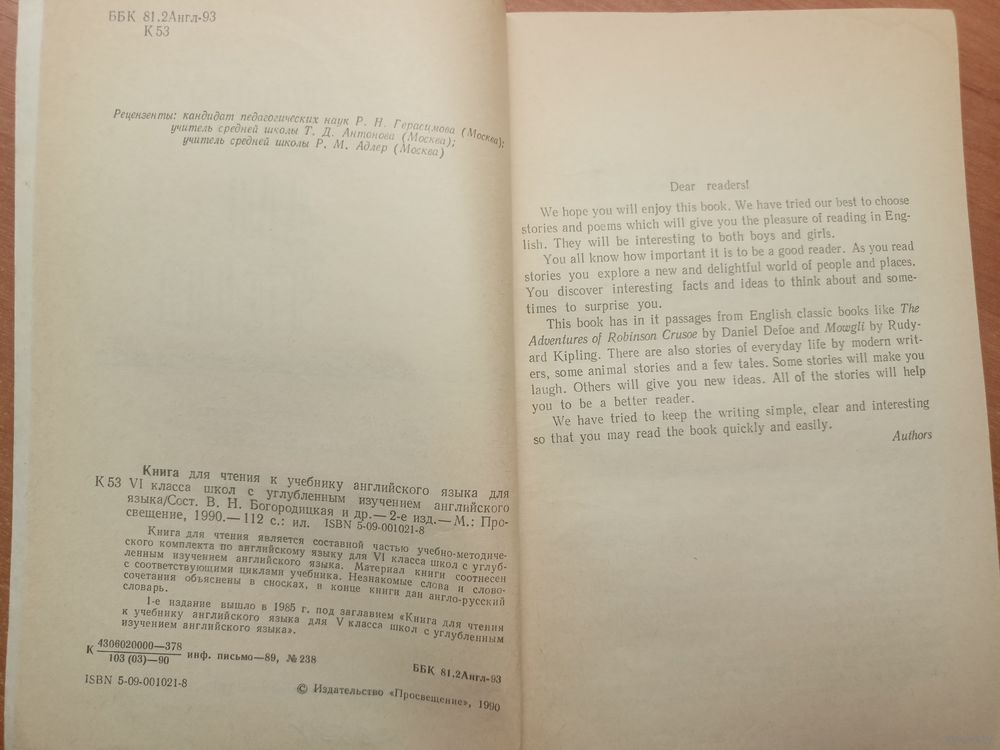 ББК 81.2Англ-93
К 53
Рецензенты: кандидат педагогических наук Р. Н. Герасимова (Москва);
учитель средней школы Т. Д. Антонова (Москва);
учитель средней школы Р. М. Адлер (Москва)
Книга для чтения к учебнику английского языка для
К 53 VI класса школ с углубленным изучением английского
языка/Сост. В. Н. Богородицкая и др.— 2-е изд.— М.: Про-
свещение, 1990.— 112 с.: ил. ISBN 5-09-001021-8
Книга для чтения является составной частью учебно-методиче-
ского комплекта по английскому языку для VI класса школ с углуб-
ленным изучением английского языка. Материал книги соотнесен
с соответствующими циклами учебника. Незнакомые слова и слово-
сочетания объяснены в сносках, в конце книги дан англо-русский
словарь.
1-е издание вышло в 1985 г. под заглавием «Книга для чтения
к учебнику английского языка для V класса школ с углубленным
изучением английского языка».
К 4306020000—378
103 (03)—90 инф. письмо—89, № 238
ББК 81.2Англ-93
ISBN 5-09-001021-8
© Издательство «Просвещение», 1990
Dear readers!
We hope you will enjoy this book. We have tried our best to choose
stories and poems which will give you the pleasure of reading in Eng-
lish. They will be interesting to both boys and girls.
You all know how important it is to be a good reader. As you read
stories you explore a new and delightful world of people and places.
You discover interesting facts and ideas to think about and some-
times to surprise you.
This book has in it passages from English classic books like The
Adventures of Robinson Crusoe by Daniel Defoe and Mowgli by Rudy-
ard Kipling. There are also stories of everyday life by modern writ-
ers, some animal stories and a few tales. Some stories will make you
laugh. Others will give you new ideas. All of the stories will help
you to be a better reader.
We have tried to keep the writing simple, clear and interesting
so that you may read the book quickly and easily.
Authors